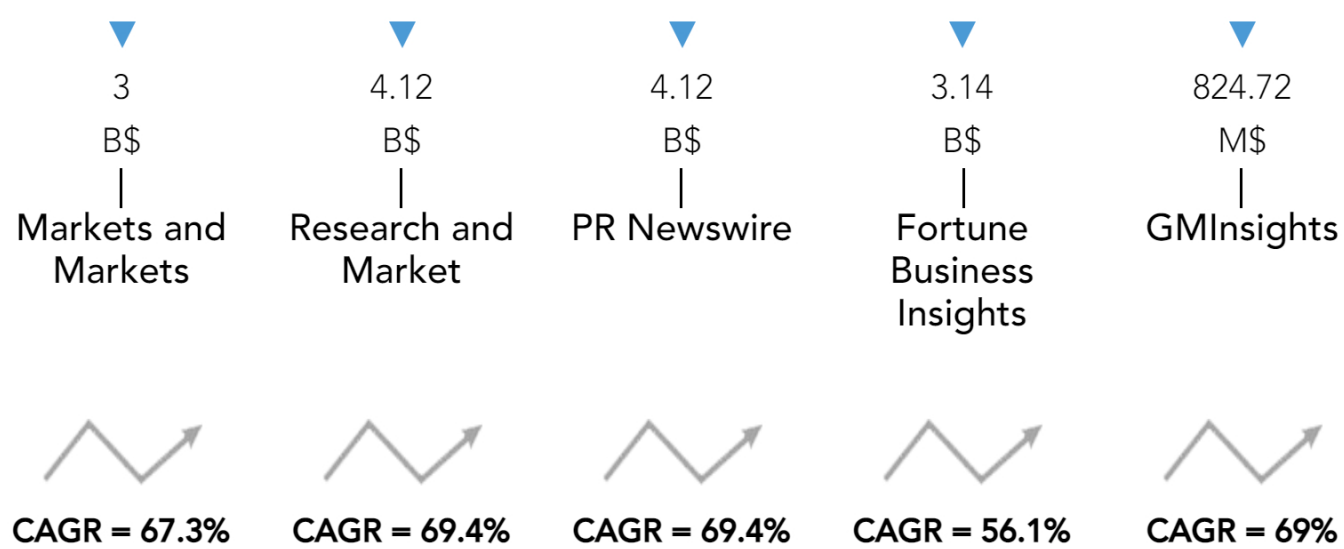 3 4.12 4.12 3.14 824.72
B$ B$ B$ B$ M$
Markets and Research and PR Newswire Fortune GMInsights
Markets Market Business
Insights
CAGR = 67.3% CAGR = 69.4% CAGR = 69.4% CAGR = 56.1% CAGR = 69%